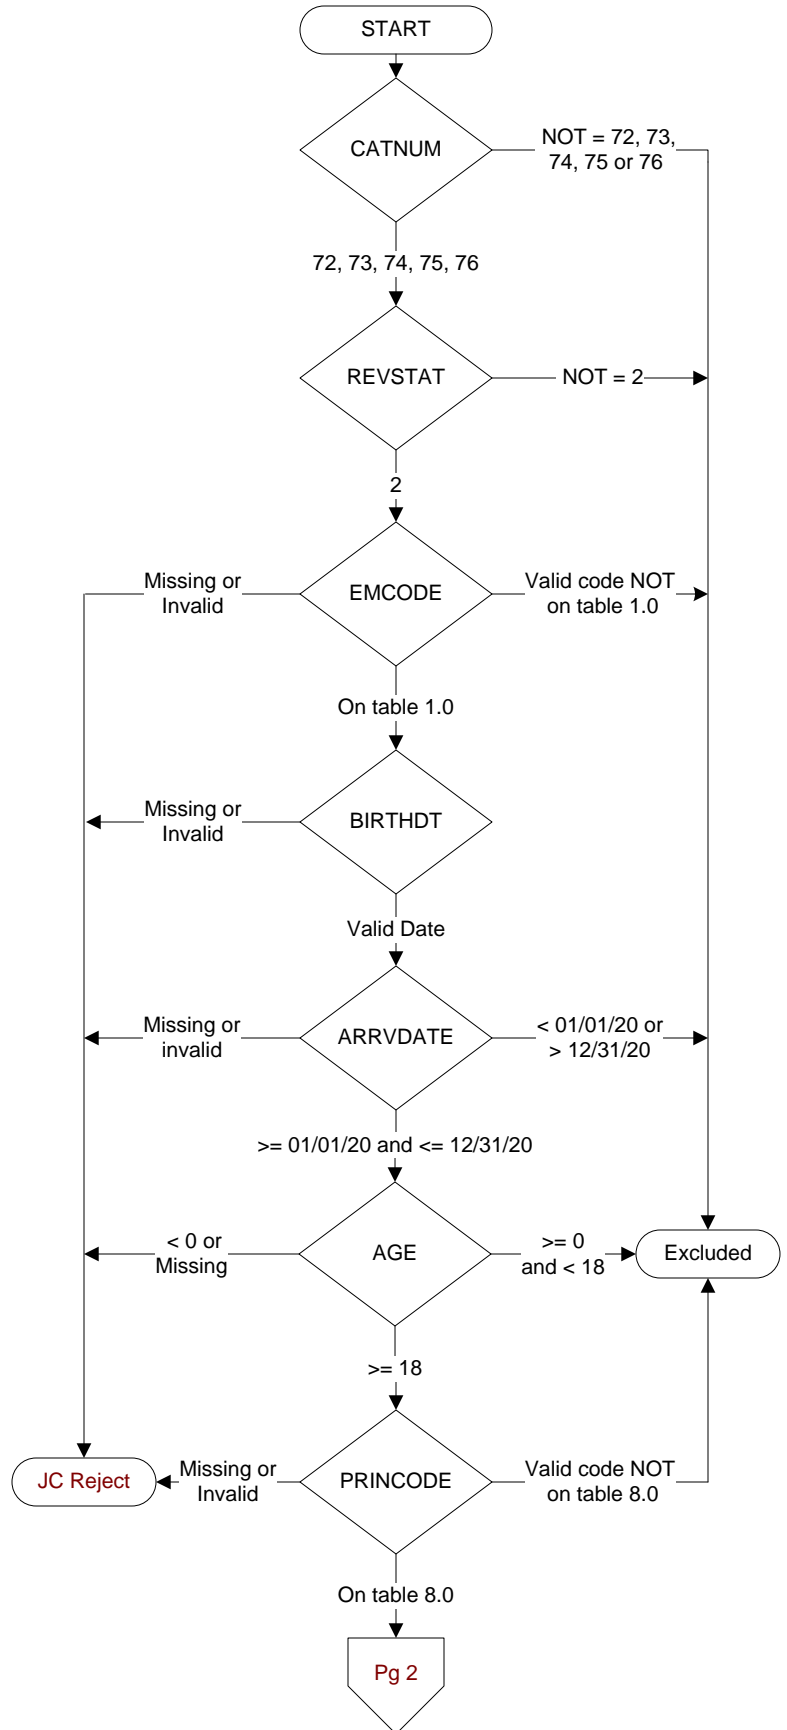 START
CATNUM
NOT = 72, 73,
74, 75 or 76
72, 73, 74, 75, 76
REVSTAT
NOT = 2
2
Missing or
Invalid
EMCODE
Valid code NOT
on table 1.0
On table 1.0
Missing or
Invalid
BIRTHDT
Valid Date
Missing or
invalid
ARRVDATE
< 01/01/20 or
> 12/31/20
>= 01/01/20 and <= 12/31/20
< 0 or
Missing
AGE
>= 0
and < 18
Excluded
>= 18
JC Reject
Missing or
Invalid
PRINCODE
Valid code NOT
on table 8.0
On table 8.0
Pg 2